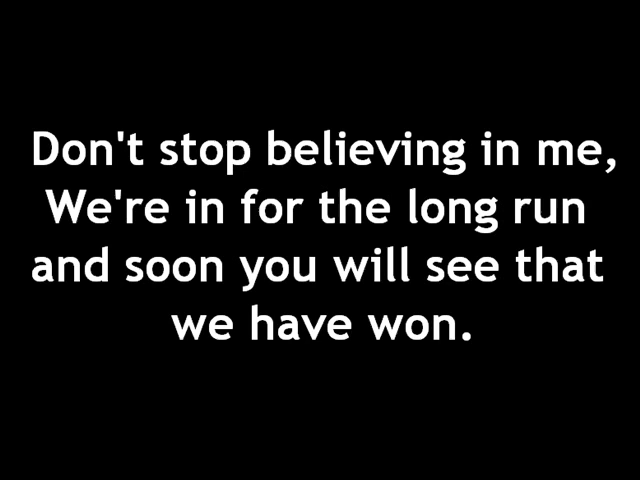 Don't stop believing in me,
We're in for the long run
and soon you will see that
we have won.